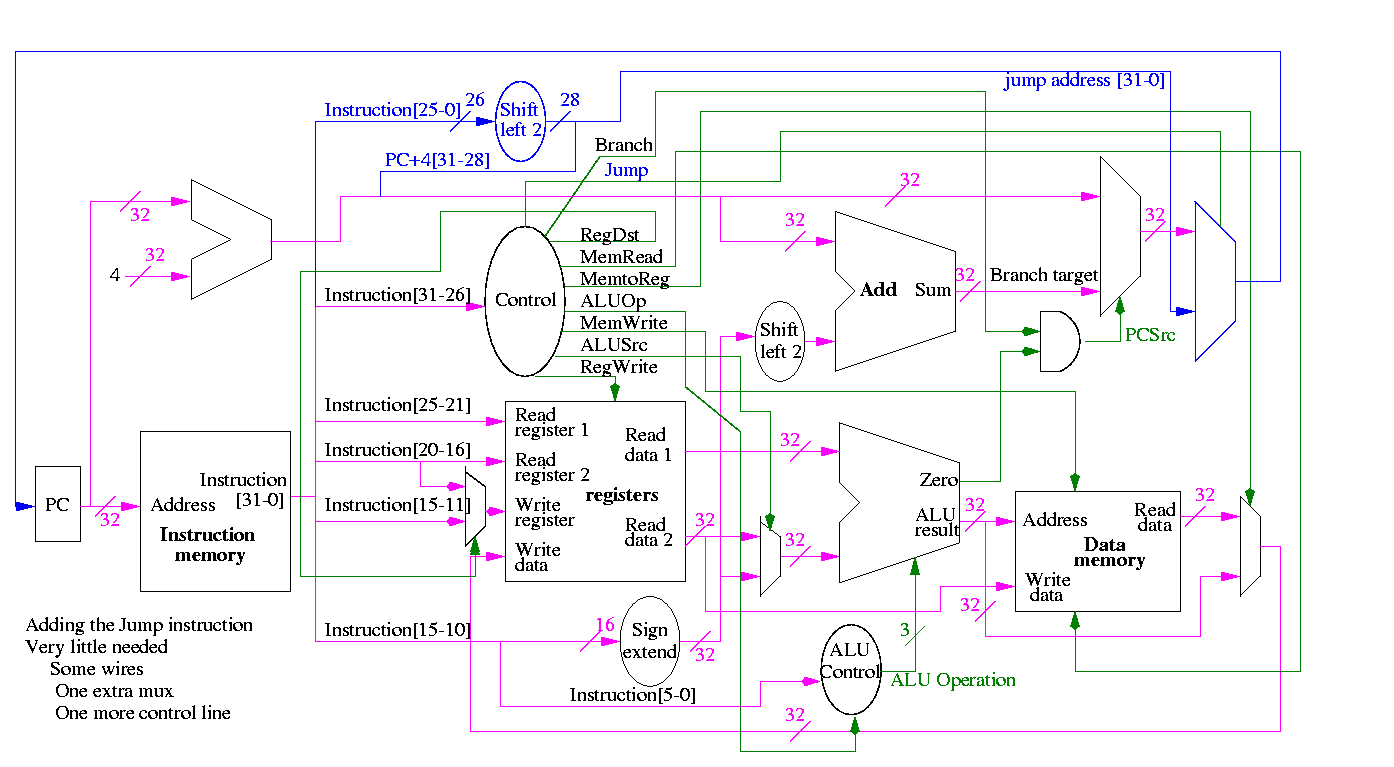 jump address [31-0]
26
28
Instruction[25-0]
Shift
left 2
Branch
PC+4[31-28]
Jump
32
32
32
32
32
RegDst
32
MemRead
4
32
Branch target
MemtoReg
Add
Sum
Instruction[31-26]
Control
ALUOp
MemWrite
Shift
left 2
PCSrc
ALUSrc
RegWrite
Instruction[25-21]
Read
register 1
Read
data 1
32
Instruction[20-16]
Read
register 2
Zero
Instruction
[31-0]
registers
32
32
PC
Address
Instruction[15-11]
Write
register
ALU
result
Read
data
32
32
Address
Instruction
memory
Read
data 2
32
Data
memory
Write
data
Write
data
32
Adding the Jump instruction
Very little needed
Some wires
One extra mux
One more control line
Instruction[15-10]
16
Sign
extend
32
3
ALU
Control
ALU Operation
Instruction[5-0]
32